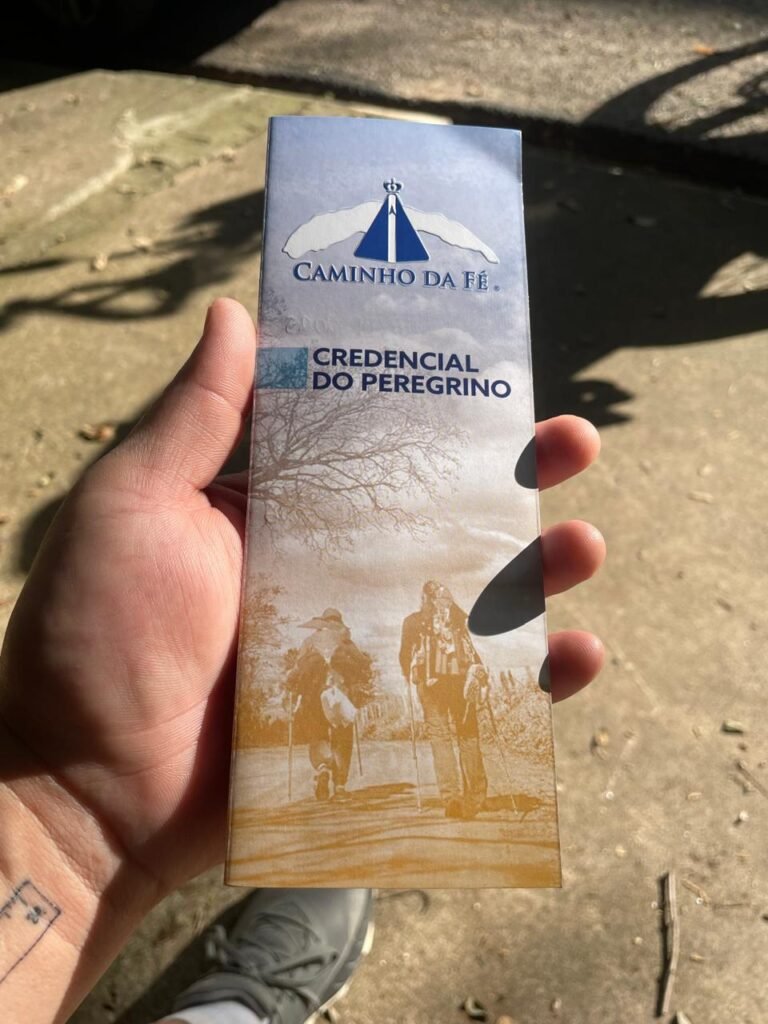 CAMINHO DA FÉ ®
CREDENCIAL
DO PEREGRINO